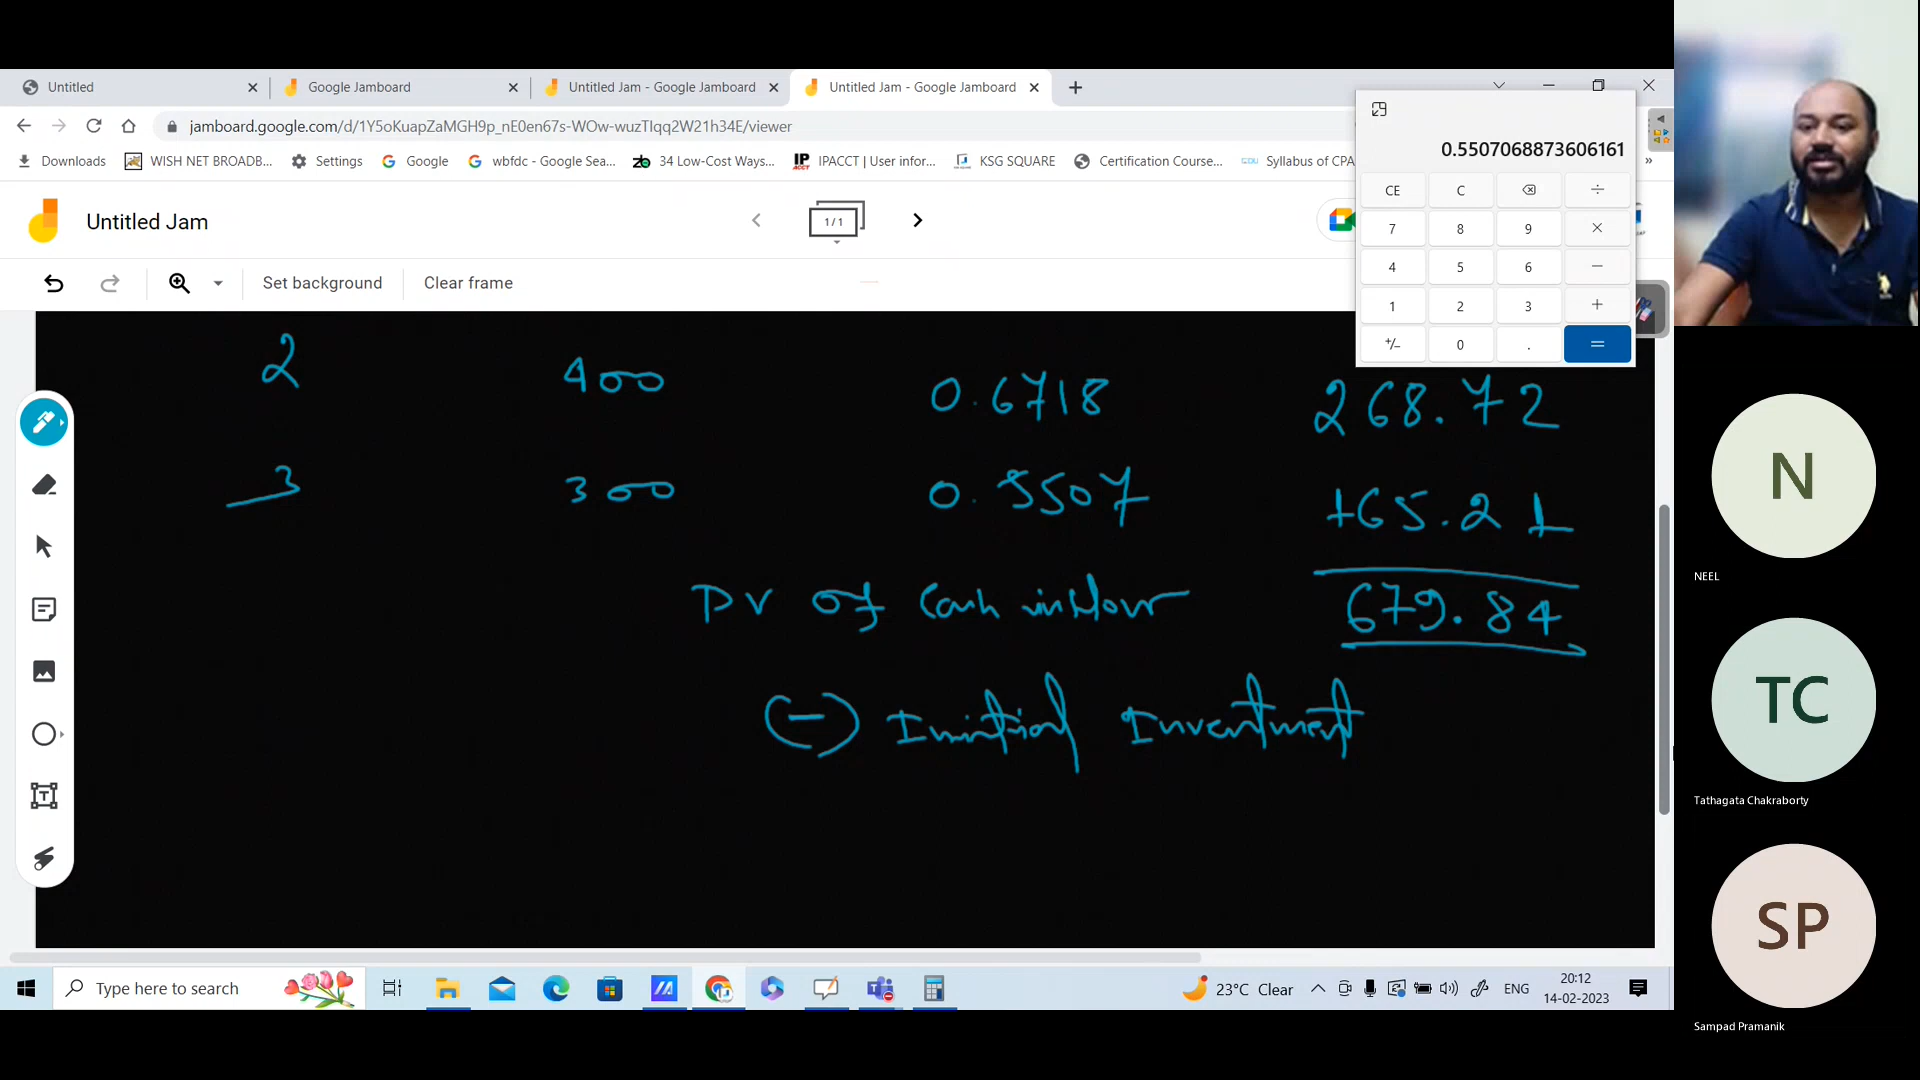 Untitled
Google Jamboard
Untitled Jam - Google Jamboard
Untitled Jam - Google Jamboard
jamboard.google.com/d/1Y5oKuapZaMGH9p_nE0en67s-WOw-wuzTIqq2W21h34E/viewer
Downloads
WISH NET BROADB...
Settings
Google
wbfdc - Google Sea...
34 Low-Cost Ways...
IPACCT | User infor...
KSG SQUARE
Certification Course...
Syllabus of CPA
»
Untitled Jam
1 / 1
Set background
Clear frame
0.5507068873606161
CE C ÷
7 8 9 ×
4 5 6 −
1 2 3 +
+/− 0 . =
2 400 0.6718 268.72
3 300 0.5507 165.21
PV of Cash inflow 679.84
(-) Initial Investment
Type here to search
23°C Clear
ENG
20:12
14-02-2023
N
NEEL
TC
Tathagata Chakraborty
SP
Sampad Pramanik